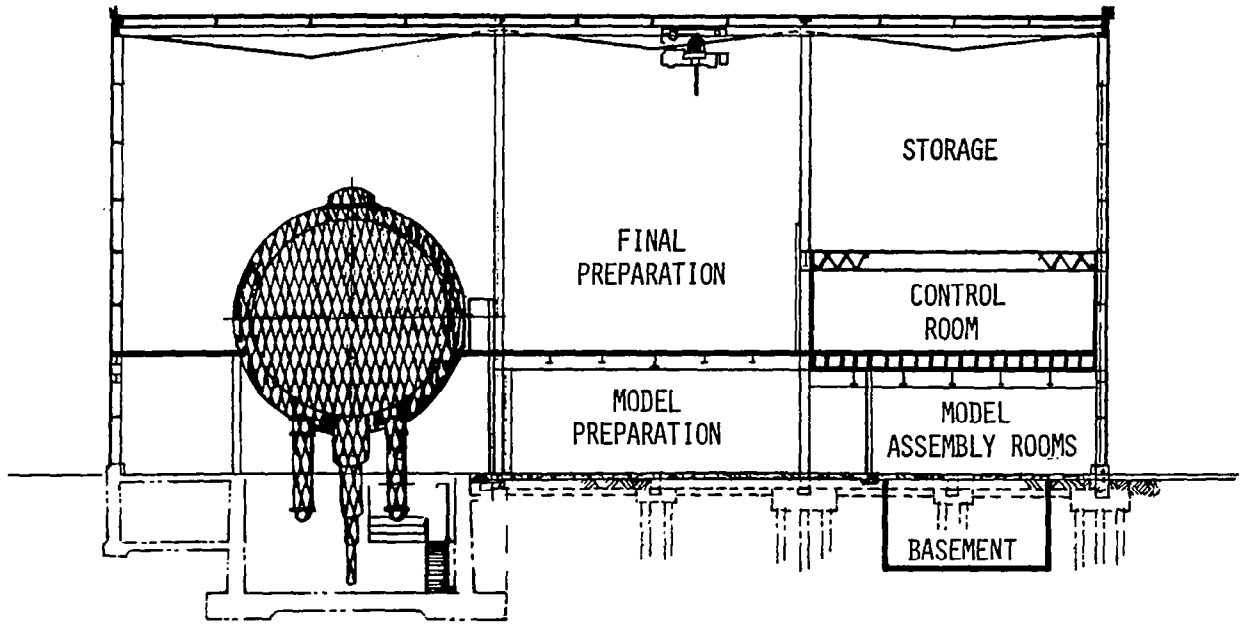 STORAGE
FINAL
PREPARATION
CONTROL
ROOM
MODEL
PREPARATION
MODEL
ASSEMBLY ROOMS
BASEMENT